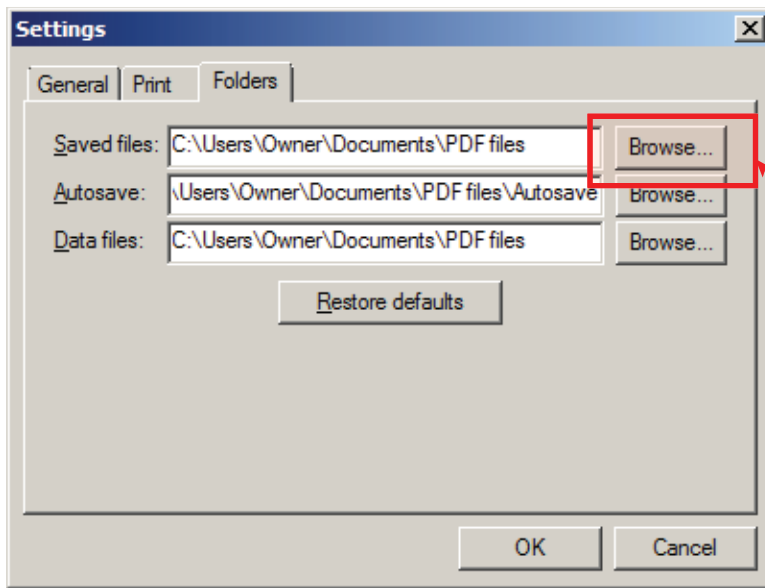 Settings
General Print Folders
Saved files: C:\Users\Owner\Documents\PDF files Browse...
Autosave: \Users\Owner\Documents\PDF files\Autosave Browse...
Data files: C:\Users\Owner\Documents\PDF files Browse...
Restore defaults
OK Cancel